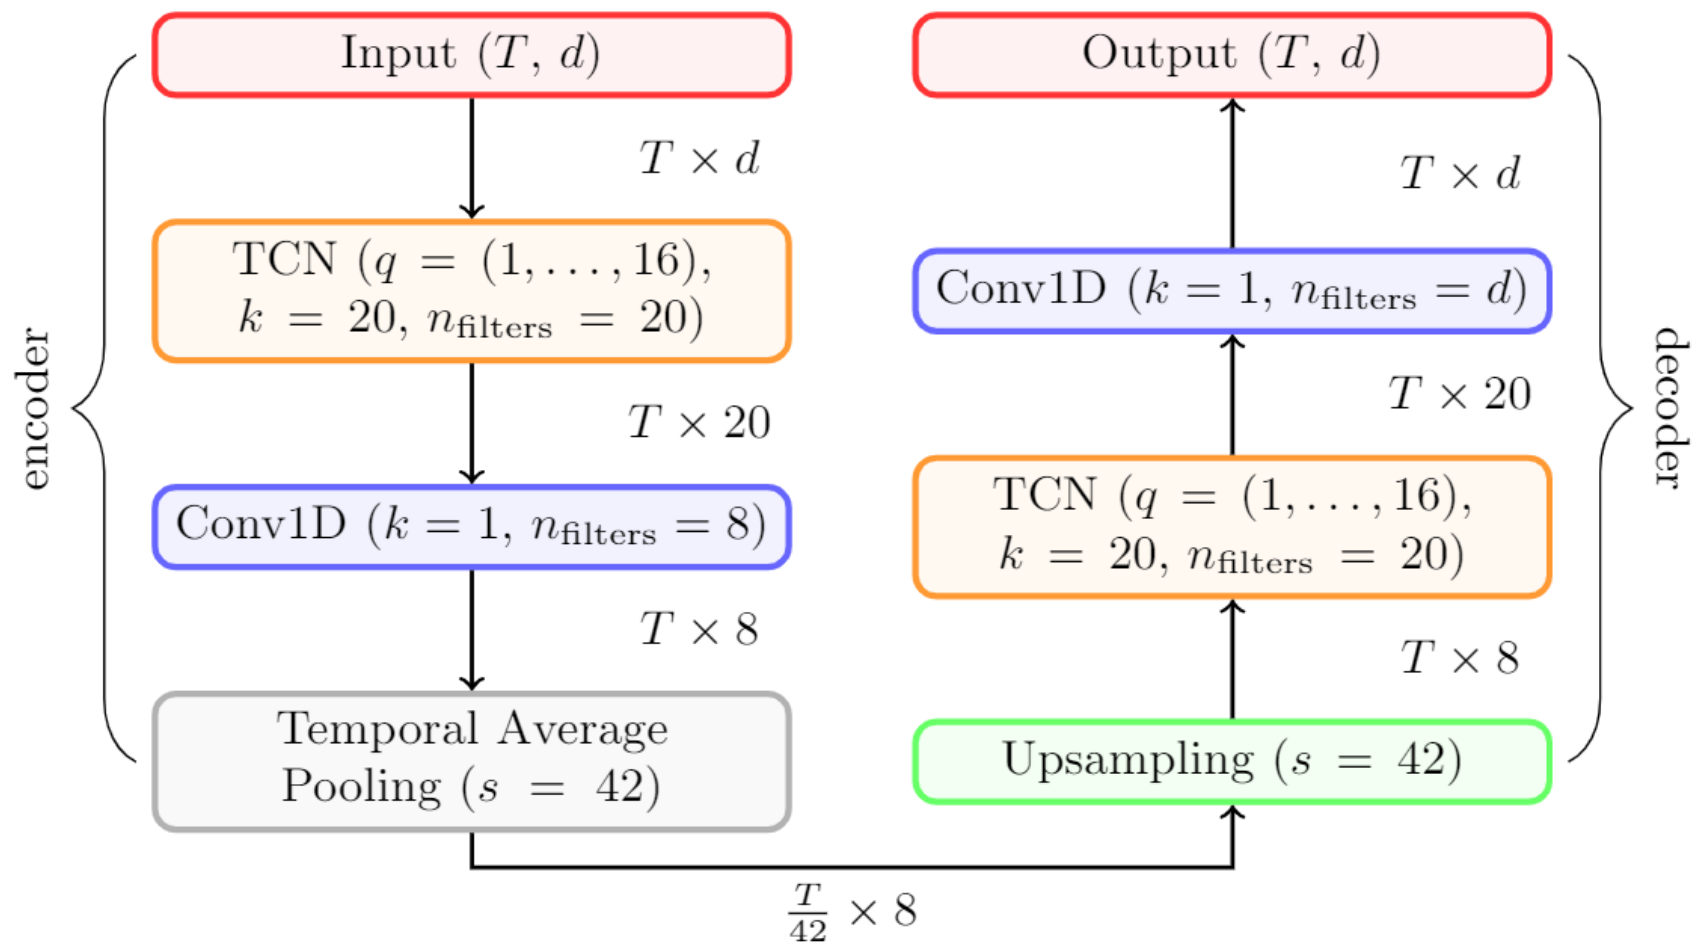 encoder
Input (T, d)
T × d
TCN (q = (1, . . . , 16),
k = 20, n_filters = 20)
T × 20
Conv1D (k = 1, n_filters = 8)
T × 8
Temporal Average
Pooling (s = 42)
T/42 × 8
Output (T, d)
T × d
Conv1D (k = 1, n_filters = d)
T × 20
TCN (q = (1, . . . , 16),
k = 20, n_filters = 20)
T × 8
Upsampling (s = 42)
decoder